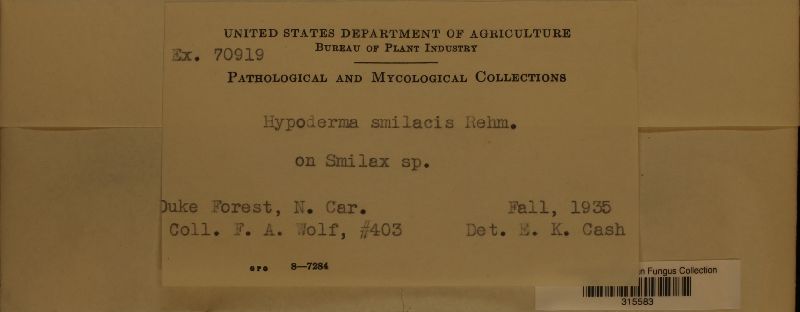 UNITED STATES DEPARTMENT OF AGRICULTURE
BUREAU OF PLANT INDUSTRY
Ex. 70919
PATHOLOGICAL AND MYCOLOGICAL COLLECTIONS
Hypoderma smilacis Rehm.
on Smilax sp.
Duke Forest, N. Car. Fall, 1935
Coll. F. A. Wolf, #403 Det. E. K. Cash
GPO 8—7284
n Fungus Collection
315583